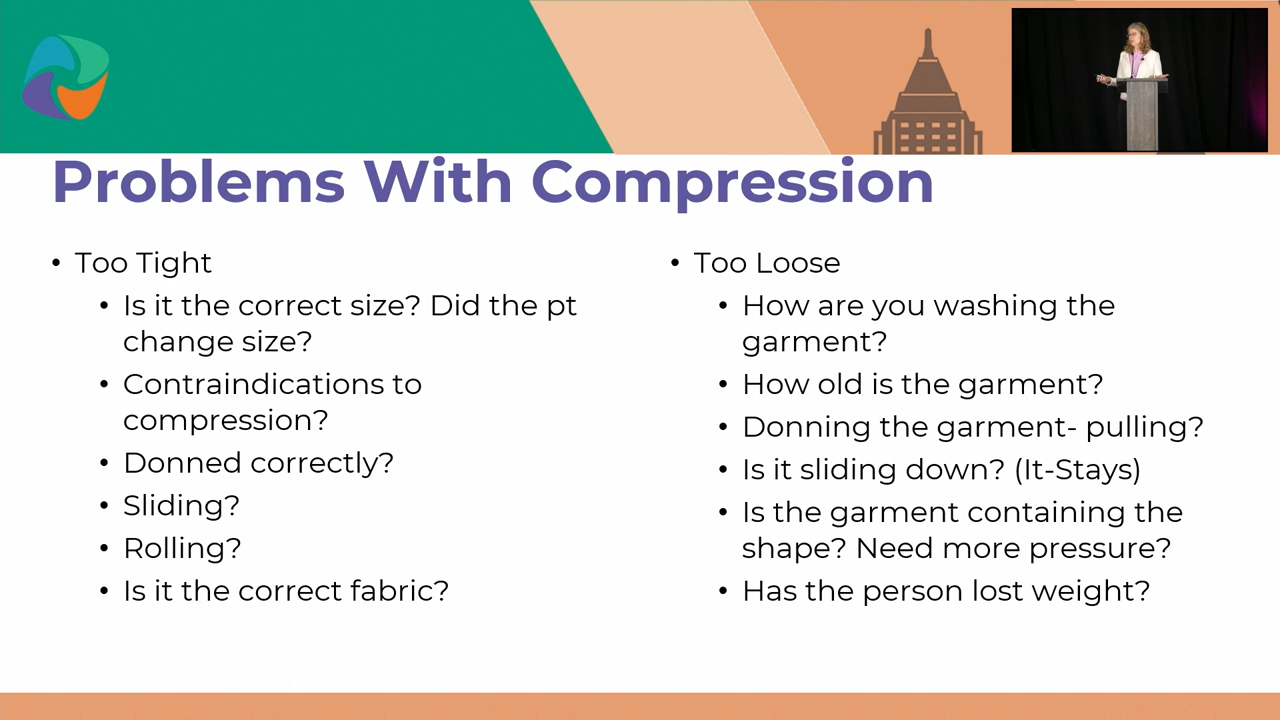 Problems With Compression
• Too Tight
• Is it the correct size? Did the pt
change size?
• Contraindications to
compression?
• Donned correctly?
• Sliding?
• Rolling?
• Is it the correct fabric?
• Too Loose
• How are you washing the
garment?
• How old is the garment?
• Donning the garment- pulling?
• Is it sliding down? (It-Stays)
• Is the garment containing the
shape? Need more pressure?
• Has the person lost weight?